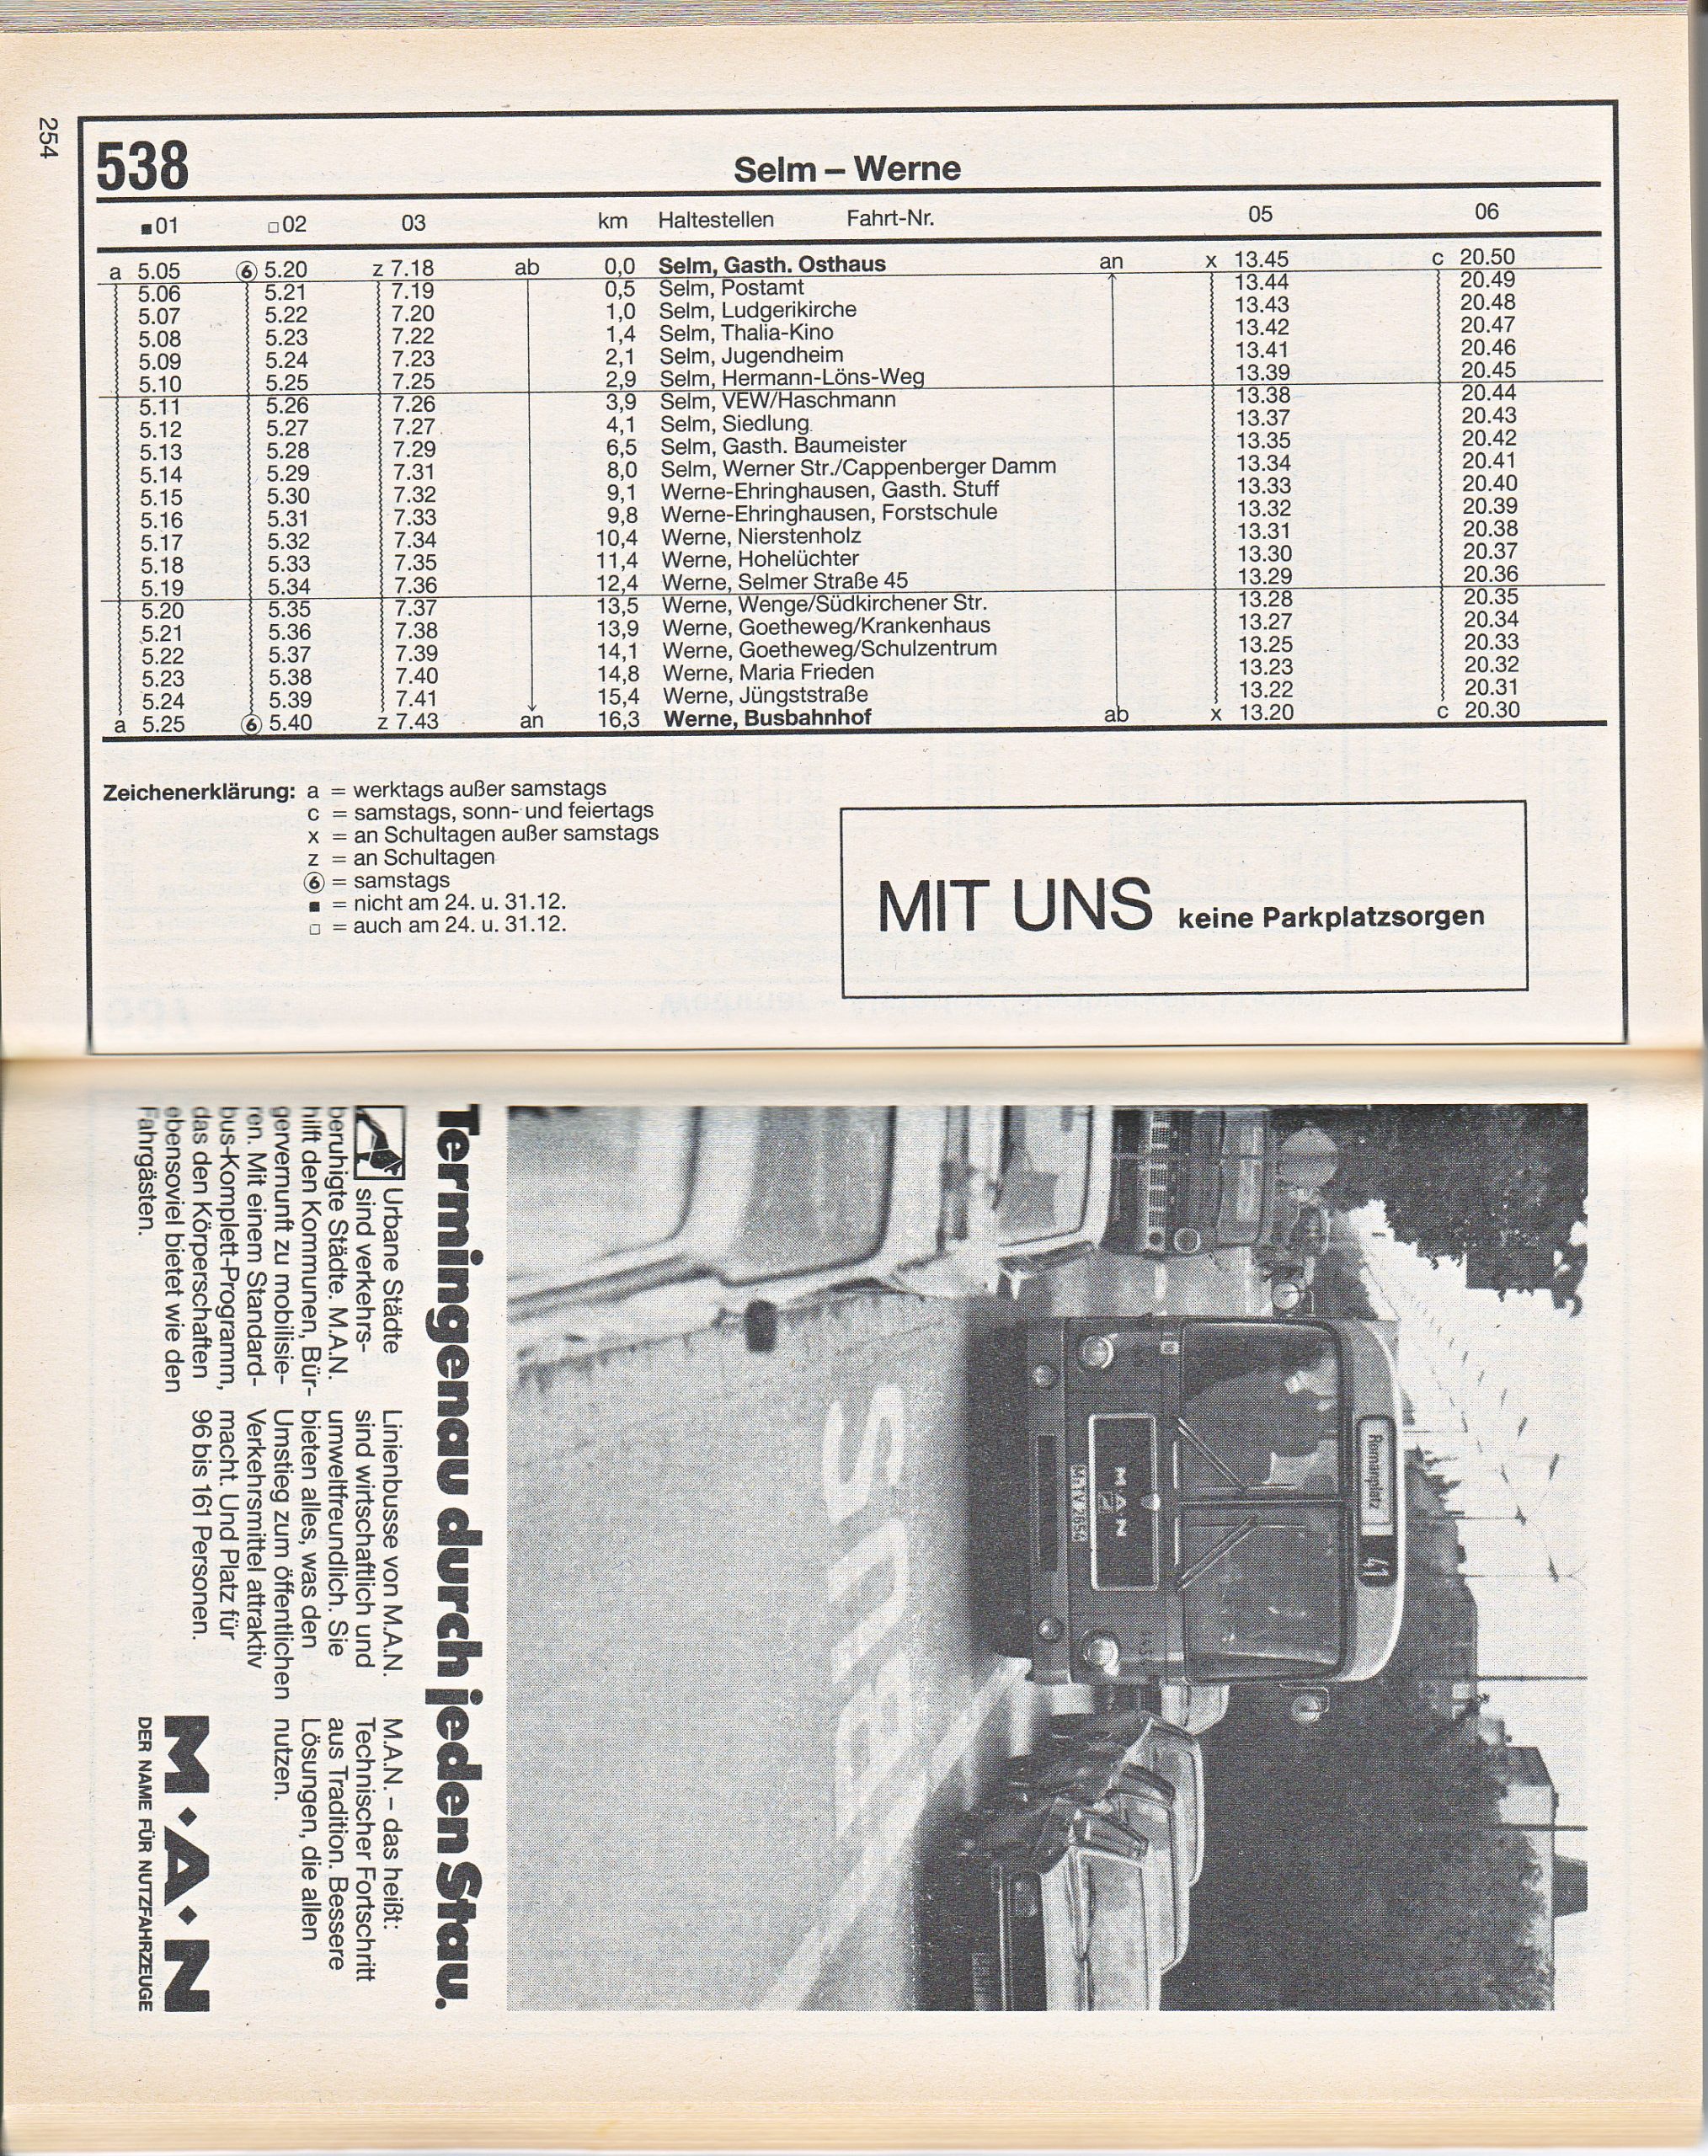 254
538
Selm – Werne
■ 01 □ 02 03 km Haltestellen Fahrt-Nr. 05 06
a 5.05 ⑥ 5.20 z 7.18 ab 0,0 Selm, Gasth. Osthaus an x 13.45 c 20.50
5.06 5.21 7.19 0,5 Selm, Postamt 13.44 20.49
5.07 5.22 7.20 1,0 Selm, Ludgerikirche 13.43 20.48
5.08 5.23 7.22 1,4 Selm, Thalia-Kino 13.42 20.47
5.09 5.24 7.23 2,1 Selm, Jugendheim 13.41 20.46
5.10 5.25 7.25 2,9 Selm, Hermann-Löns-Weg 13.39 20.45
5.11 5.26 7.26 3,9 Selm, VEW/Haschmann 13.38 20.44
5.12 5.27 7.27 4,1 Selm, Siedlung 13.37 20.43
5.13 5.28 7.29 6,5 Selm, Gasth. Baumeister 13.35 20.42
5.14 5.29 7.31 8,0 Selm, Werner Str./Cappenberger Damm 13.34 20.41
5.15 5.30 7.32 9,1 Werne-Ehringhausen, Gasth. Stuff 13.33 20.40
5.16 5.31 7.33 9,8 Werne-Ehringhausen, Forstschule 13.32 20.39
5.17 5.32 7.34 10,4 Werne, Nierstenholz 13.31 20.38
5.18 5.33 7.35 11,4 Werne, Hohelüchter 13.30 20.37
5.19 5.34 7.36 12,4 Werne, Selmer Straße 45 13.29 20.36
5.20 5.35 7.37 13,5 Werne, Wenge/Südkirchener Str. 13.28 20.35
5.21 5.36 7.38 13,9 Werne, Goetheweg/Krankenhaus 13.27 20.34
5.22 5.37 7.39 14,1 Werne, Goetheweg/Schulzentrum 13.25 20.33
5.23 5.38 7.40 14,8 Werne, Maria Frieden 13.23 20.32
5.24 5.39 7.41 15,4 Werne, Jüngststraße 13.22 20.31
a 5.25 ⑥ 5.40 z 7.43 an 16,3 Werne, Busbahnhof ab x 13.20 c 20.30
Zeichenerklärung: a = werktags außer samstags
c = samstags, sonn- und feiertags
x = an Schultagen außer samstags
z = an Schultagen
⑥ = samstags
■ = nicht am 24. u. 31.12.
□ = auch am 24. u. 31.12.
MIT UNS keine Parkplatzsorgen
Romanplatz 41
M·A·N
BUS
Termingenau durch jeden Stau.
Urbane Städte
sind verkehrs-
beruhigte Städte. M.A.N.
hilft den Kommunen, Bür-
gervernunft zu mobilisie-
ren. Mit einem Standard-
bus-Komplett-Programm,
das den Körperschaften
ebensoviel bietet wie den
Fahrgästen.
Linienbusse von M.A.N.
sind wirtschaftlich und
umweltfreundlich. Sie
bieten alles, was den
Umstieg zum öffentlichen
Verkehrsmittel attraktiv
macht. Und Platz für
96 bis 161 Personen.
M.A.N. – das heißt:
Technischer Fortschritt
aus Tradition. Bessere
Lösungen, die allen
nutzen.
M·A·N
DER NAME FÜR NUTZFAHRZEUGE